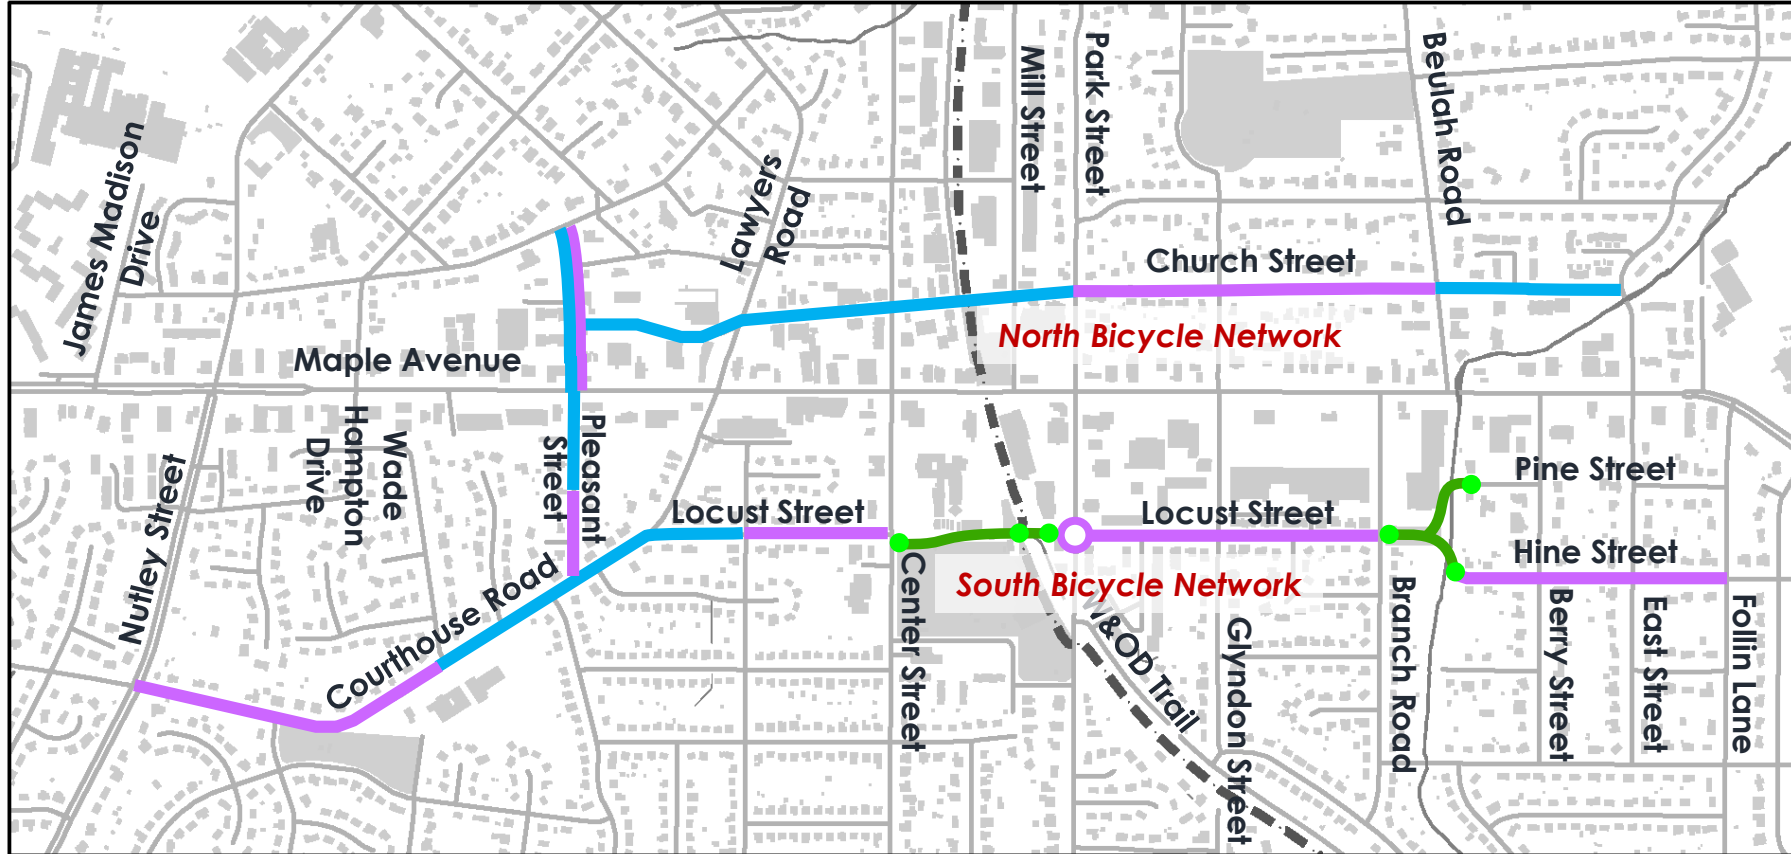 Mill Street
Park Street
Beulah Road
James Madison
Drive
Lawyers
Road
Church Street
North Bicycle Network
Maple Avenue
Wade
Hampton
Drive
Pleasant
Street
Nutley Street
Locust Street
Locust Street
Pine Street
Hine Street
Courthouse Road
South Bicycle Network
Center Street
W&OD Trail
Glyndon Street
Branch Road
Berry Street
East Street
Follin Lane